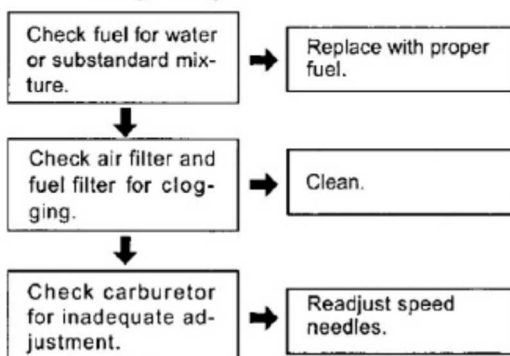 Check fuel for water
or substandard mix-
ture.
Replace with proper
fuel.
Check air filter and
fuel filter for clog-
ging.
Clean.
Check carburetor
for inadequate ad-
justment.
Readjust speed
needles.